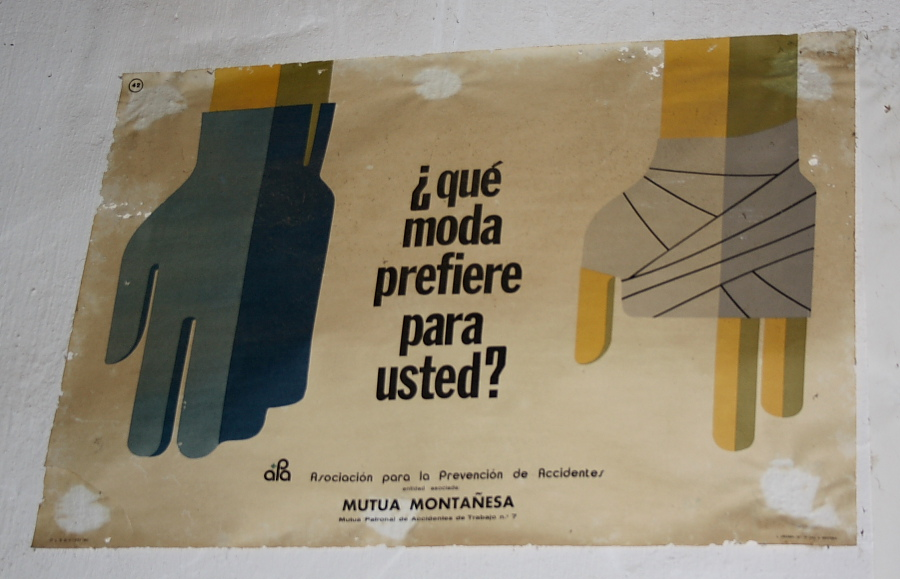 ¿qué
moda
prefiere
para
usted?
apa Asociación para la Prevención de Accidentes
entidad asociada
MUTUA MONTAÑESA
Mutua Patronal de Accidentes de Trabajo n.º 7